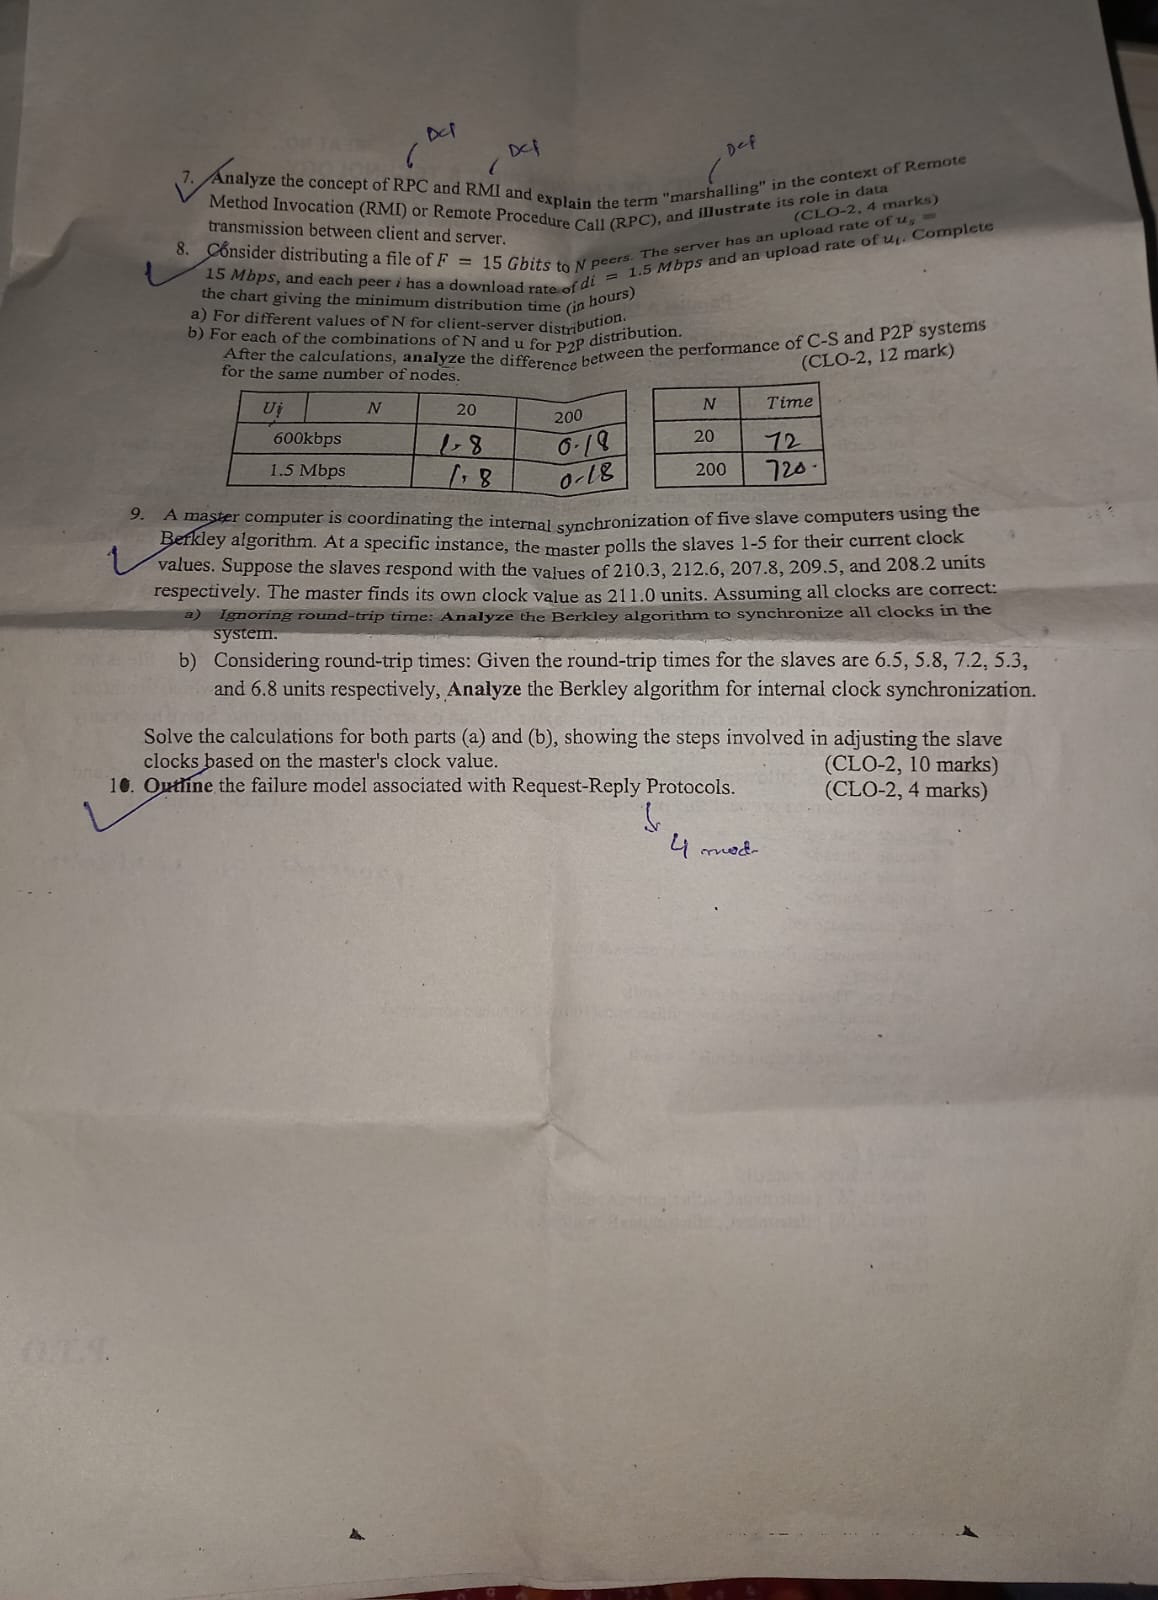 Def
Def
Def
7. Analyze the concept of RPC and RMI and explain the term "marshalling" in the context of Remote
Method Invocation (RMI) or Remote Procedure Call (RPC), and illustrate its role in data
transmission between client and server. (CLO-2, 4 marks)
8. Consider distributing a file of F = 15 Gbits to N peers. The server has an upload rate of us =
15 Mbps, and each peer i has a download rate of di = 1.5 Mbps and an upload rate of ui. Complete
the chart giving the minimum distribution time (in hours)
a) For different values of N for client-server distribution.
b) For each of the combinations of N and u for P2P distribution.
After the calculations, analyze the difference between the performance of C-S and P2P systems
for the same number of nodes. (CLO-2, 12 mark)
Ui N 20 200
600kbps 1.8 0.18
1.5 Mbps 1.8 0.18
N Time
20 72
200 720.
9. A master computer is coordinating the internal synchronization of five slave computers using the
Berkley algorithm. At a specific instance, the master polls the slaves 1-5 for their current clock
values. Suppose the slaves respond with the values of 210.3, 212.6, 207.8, 209.5, and 208.2 units
respectively. The master finds its own clock value as 211.0 units. Assuming all clocks are correct:
a) Ignoring round-trip time: Analyze the Berkley algorithm to synchronize all clocks in the
system.
b) Considering round-trip times: Given the round-trip times for the slaves are 6.5, 5.8, 7.2, 5.3,
and 6.8 units respectively, Analyze the Berkley algorithm for internal clock synchronization.
Solve the calculations for both parts (a) and (b), showing the steps involved in adjusting the slave
clocks based on the master's clock value. (CLO-2, 10 marks)
10. Outline the failure model associated with Request-Reply Protocols. (CLO-2, 4 marks)
4 mod
P.T.O